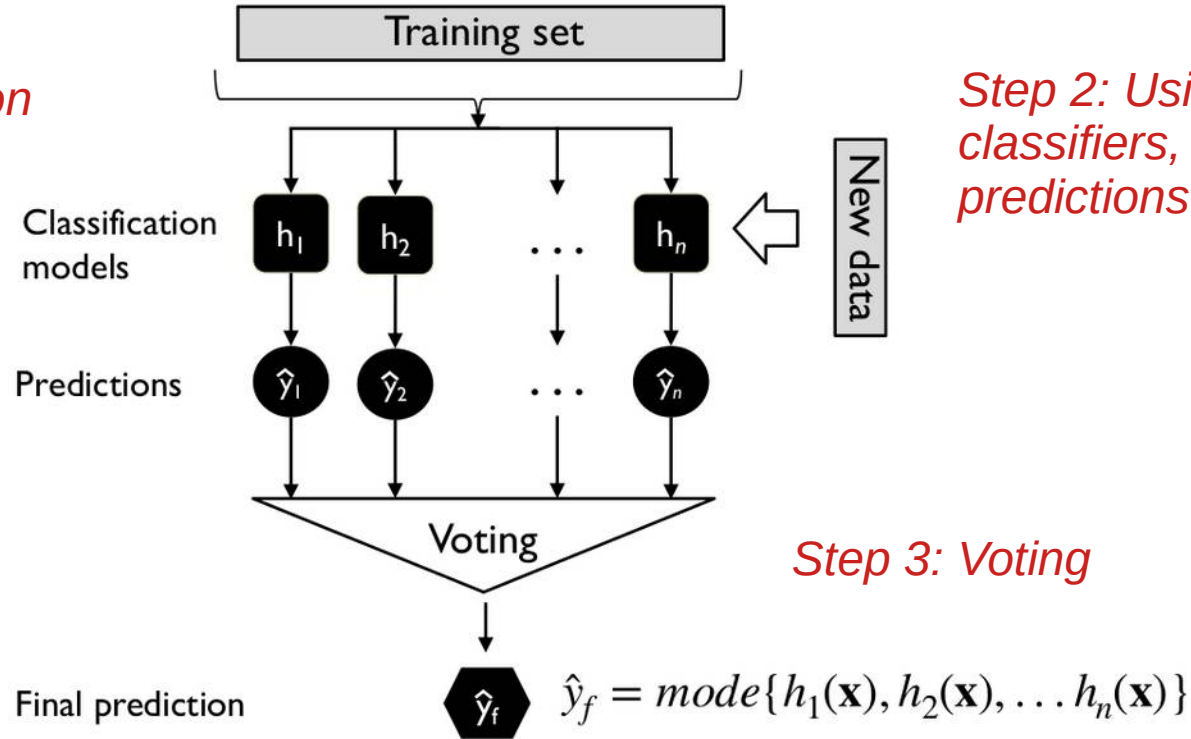 Training set
on
Step 2: Usi
classifiers,
predictions
New data
Classification
models
h₁ h₂ ... hₙ
Predictions
ŷ₁ ŷ₂ ... ŷₙ
Voting
Step 3: Voting
Final prediction
ŷf ŷf = mode{h₁(x), h₂(x), . . . hₙ(x)}